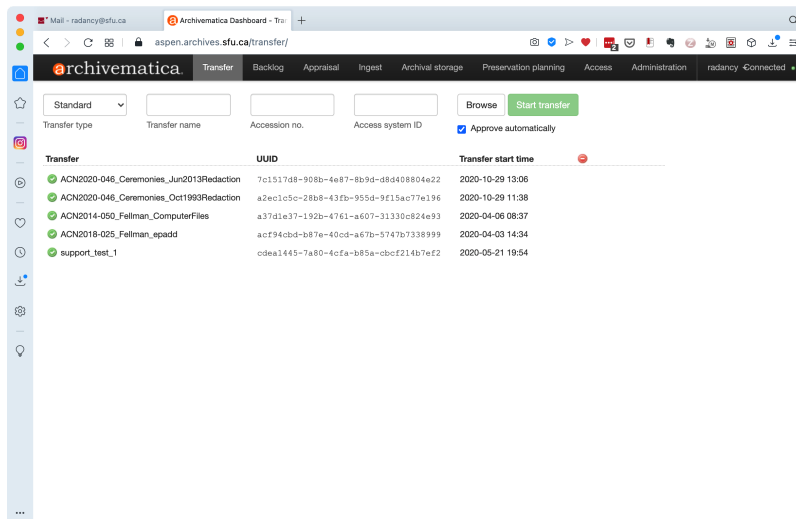 Mail - radancy@sfu.ca
Archivematica Dashboard - Tra
aspen.archives.sfu.ca/transfer/
2
archivematica. Transfer Backlog Appraisal Ingest Archival storage Preservation planning Access Administration radancy Connected
Standard Browse Start transfer
Transfer type Transfer name Accession no. Access system ID Approve automatically
Transfer UUID Transfer start time
ACN2020-046_Ceremonies_Jun2013Redaction 7c1517d8-908b-4e87-8b9d-d8d408804e22 2020-10-29 13:06
ACN2020-046_Ceremonies_Oct1993Redaction a2ec1c5c-28b8-43fb-955d-9f15ac77e196 2020-10-29 11:38
ACN2014-050_Fellman_ComputerFiles a37d1e37-192b-4761-a607-31330c824e93 2020-04-06 08:37
ACN2018-025_Fellman_epadd acf94cbd-b87e-40cd-a67b-5747b7338999 2020-04-03 14:34
support_test_1 cdea1445-7a80-4cfa-b85a-cbcf214b7ef2 2020-05-21 19:54